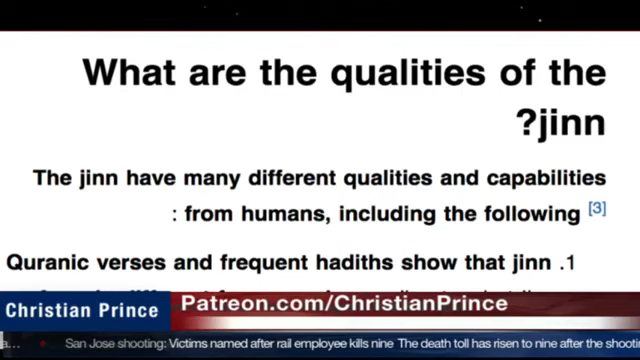 What are the qualities of the
?jinn
The jinn have many different qualities and capabilities
: from humans, including the following [3]
Quranic verses and frequent hadiths show that jinn .1
Christian Prince
Patreon.com/ChristianPrince
San Jose shooting: Victims named after rail employee kills nine The death toll has risen to nine after the shootin